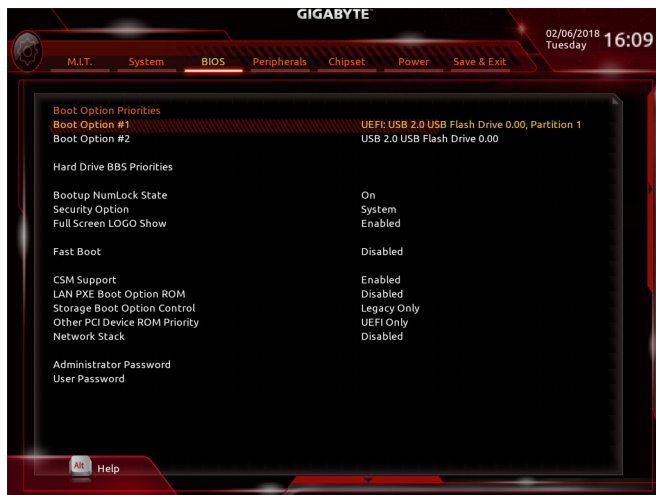 GIGABYTE™
02/06/2018 Tuesday 16:09
M.I.T. System BIOS Peripherals Chipset Power Save & Exit
Boot Option Priorities
Boot Option #1 UEFI: USB 2.0 USB Flash Drive 0.00, Partition 1
Boot Option #2 USB 2.0 USB Flash Drive 0.00
Hard Drive BBS Priorities
Bootup NumLock State On
Security Option System
Full Screen LOGO Show Enabled
Fast Boot Disabled
CSM Support Enabled
LAN PXE Boot Option ROM Disabled
Storage Boot Option Control Legacy Only
Other PCI Device ROM Priority UEFI Only
Network Stack Disabled
Administrator Password
User Password
Alt Help